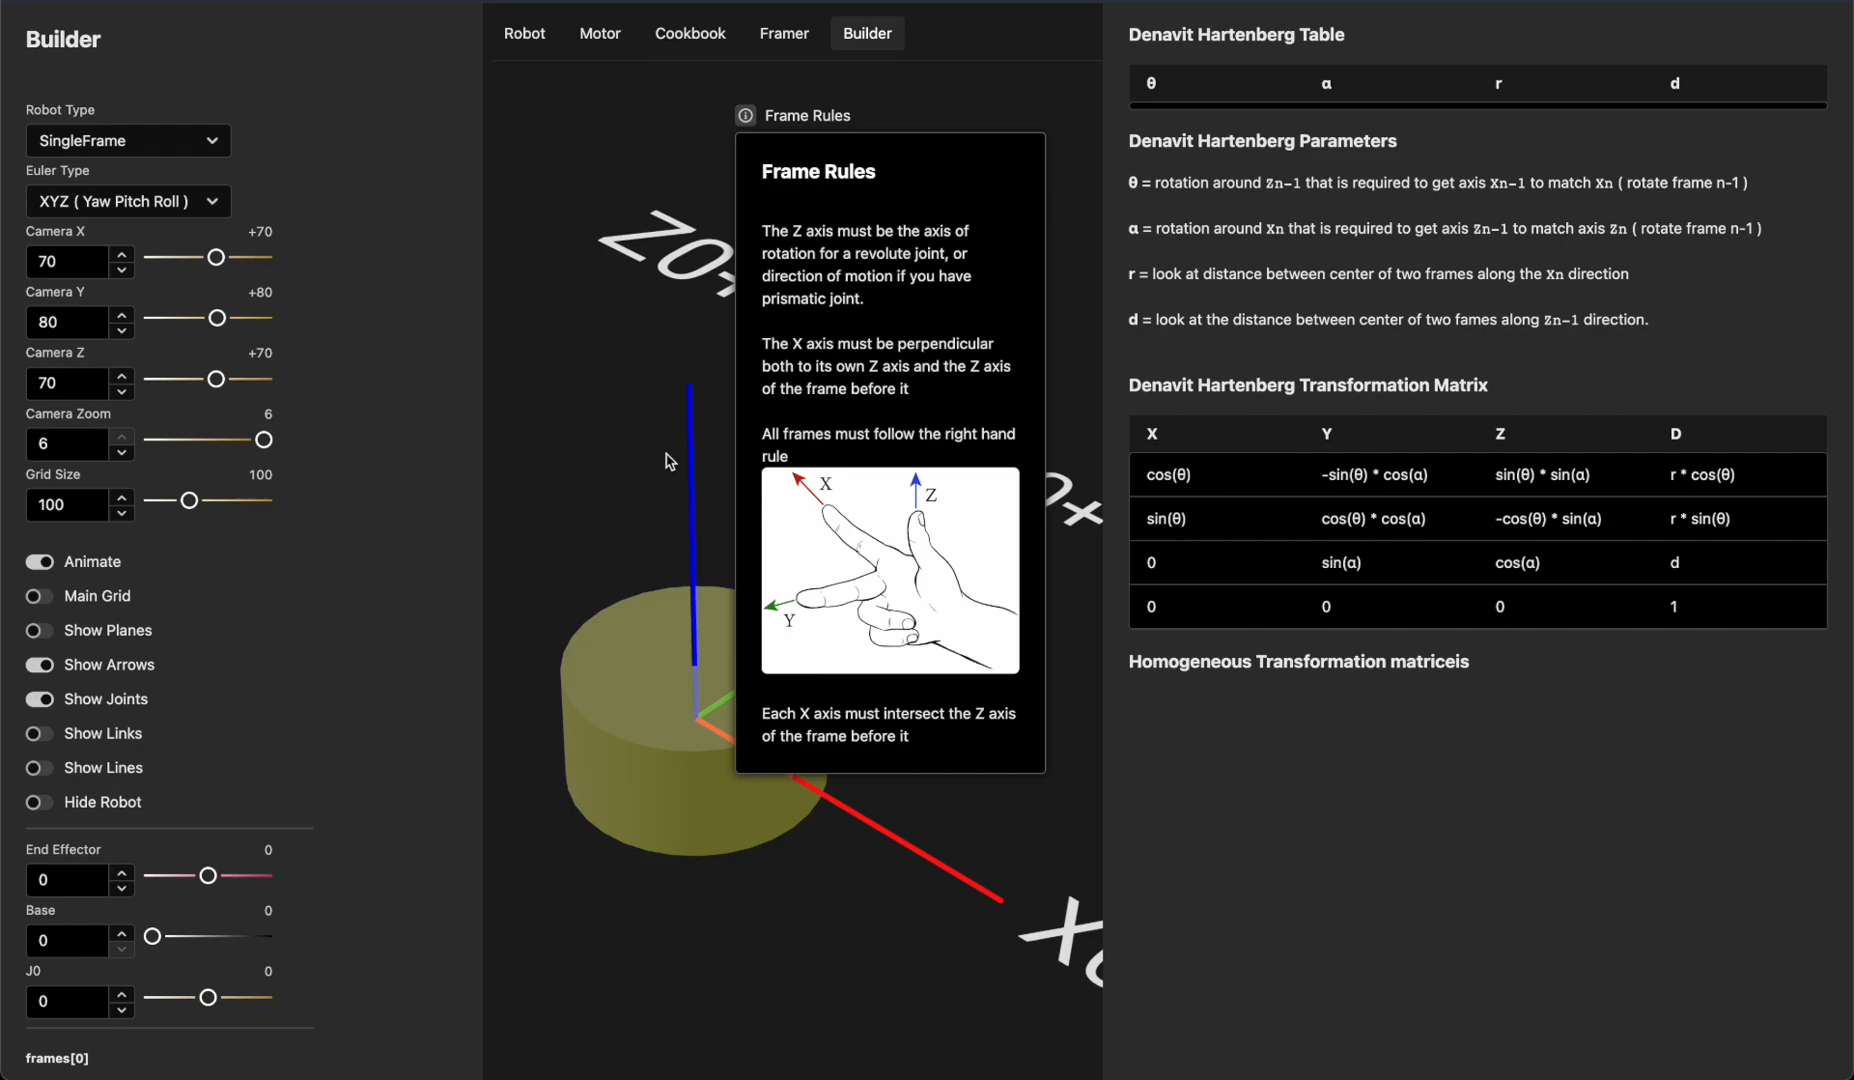 Builder
Robot Type
SingleFrame
Euler Type
XYZ ( Yaw Pitch Roll )
Camera X +70
70
Camera Y +80
80
Camera Z +70
70
Camera Zoom 6
6
Grid Size 100
100
Animate
Main Grid
Show Planes
Show Arrows
Show Joints
Show Links
Show Lines
Hide Robot
End Effector 0
0
Base 0
0
J0 0
0
frames[0]
Robot Motor Cookbook Framer Builder
Frame Rules
Frame Rules
The Z axis must be the axis of
rotation for a revolute joint, or
direction of motion if you have
prismatic joint.
The X axis must be perpendicular
both to its own Z axis and the Z axis
of the frame before it
All frames must follow the right hand
rule
X
Z
Y
Each X axis must intersect the Z axis
of the frame before it
Denavit Hartenberg Table
θ α r d
Denavit Hartenberg Parameters
θ = rotation around Zn-1 that is required to get axis Xn-1 to match Xn ( rotate frame n-1 )
α = rotation around Xn that is required to get axis Zn-1 to match axis Zn ( rotate frame n-1 )
r = look at distance between center of two frames along the Xn direction
d = look at the distance between center of two fames along Zn-1 direction.
Denavit Hartenberg Transformation Matrix
X Y Z D
cos(θ) -sin(θ) * cos(α) sin(θ) * sin(α) r * cos(θ)
sin(θ) cos(θ) * cos(α) -cos(θ) * sin(α) r * sin(θ)
0 sin(α) cos(α) d
0 0 0 1
Homogeneous Transformation matriceis